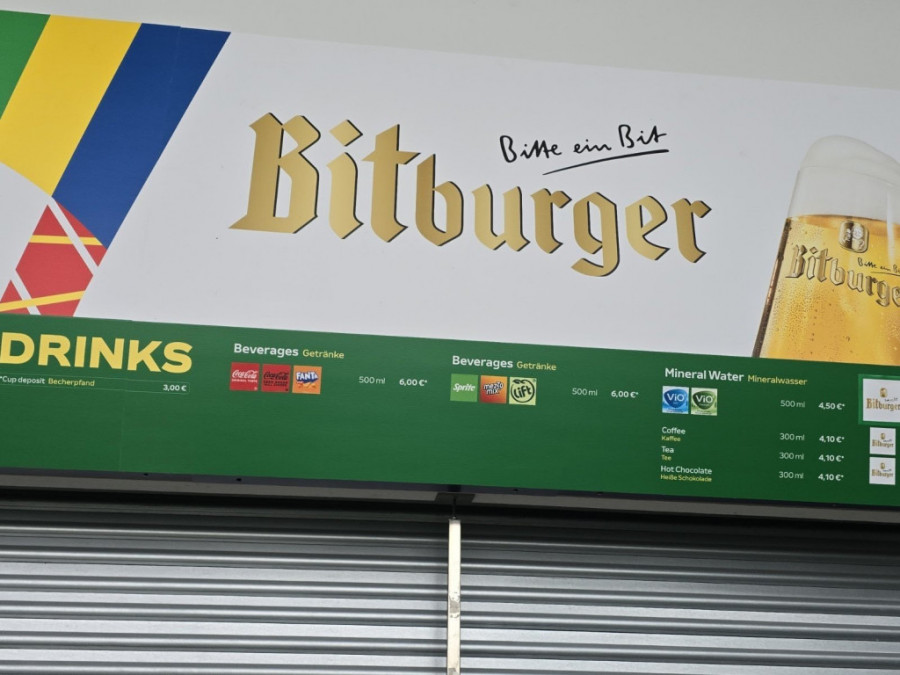 Bitte ein Bit
Bitburger
Bitte ein
Bitburge
DRINKS
*Cup deposit Becherpfand 3,00 €
Beverages Getränke
Coca-Cola Coca-Cola FANTA 500 ml 6,00 €*
Beverages Getränke
Sprite mezzo mix Lift 500 ml 6,00 €*
Mineral Water Mineralwasser
ViO ViO 500 ml 4,50 €*
Coffee 300 ml 4,10 €*
Kaffee
Tea 300 ml 4,10 €*
Tee
Hot Chocolate 300 ml 4,10 €*
Heiße Schokolade
Bitburger
Bitburger
Bitburger